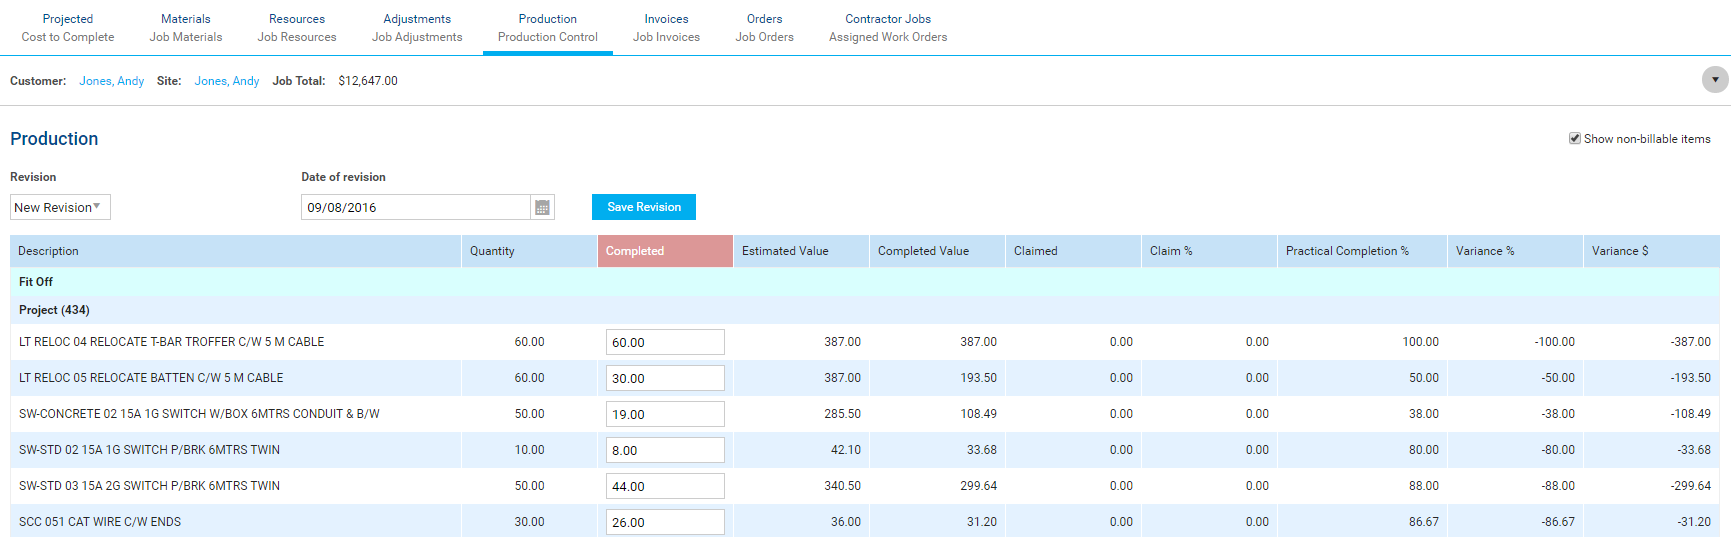 Projected Materials Resources Adjustments Production Invoices Orders Contractor Jobs
Cost to Complete Job Materials Job Resources Job Adjustments Production Control Job Invoices Job Orders Assigned Work Orders
Customer: Jones, Andy Site: Jones, Andy Job Total: $12,647.00
Production Show non-billable items
Revision Date of revision
New Revision 09/08/2016 Save Revision
Description Quantity Completed Estimated Value Completed Value Claimed Claim % Practical Completion % Variance % Variance $
Fit Off
Project (434)
LT RELOC 04 RELOCATE T-BAR TROFFER C/W 5 M CABLE 60.00 60.00 387.00 387.00 0.00 0.00 100.00 -100.00 -387.00
LT RELOC 05 RELOCATE BATTEN C/W 5 M CABLE 60.00 30.00 387.00 193.50 0.00 0.00 50.00 -50.00 -193.50
SW-CONCRETE 02 15A 1G SWITCH W/BOX 6MTRS CONDUIT & B/W 50.00 19.00 285.50 108.49 0.00 0.00 38.00 -38.00 -108.49
SW-STD 02 15A 1G SWITCH P/BRK 6MTRS TWIN 10.00 8.00 42.10 33.68 0.00 0.00 80.00 -80.00 -33.68
SW-STD 03 15A 2G SWITCH P/BRK 6MTRS TWIN 50.00 44.00 340.50 299.64 0.00 0.00 88.00 -88.00 -299.64
SCC 051 CAT WIRE C/W ENDS 30.00 26.00 36.00 31.20 0.00 0.00 86.67 -86.67 -31.20